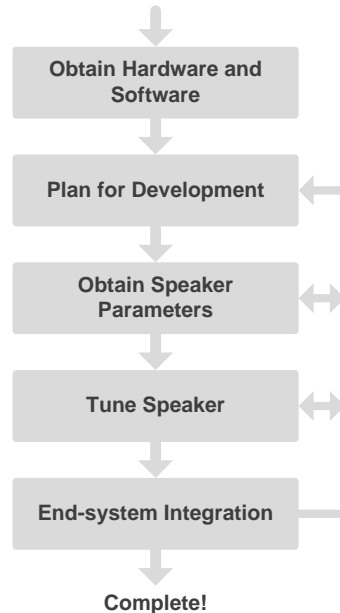 Obtain Hardware and
Software
Plan for Development
Obtain Speaker
Parameters
Tune Speaker
End-system Integration
Complete!